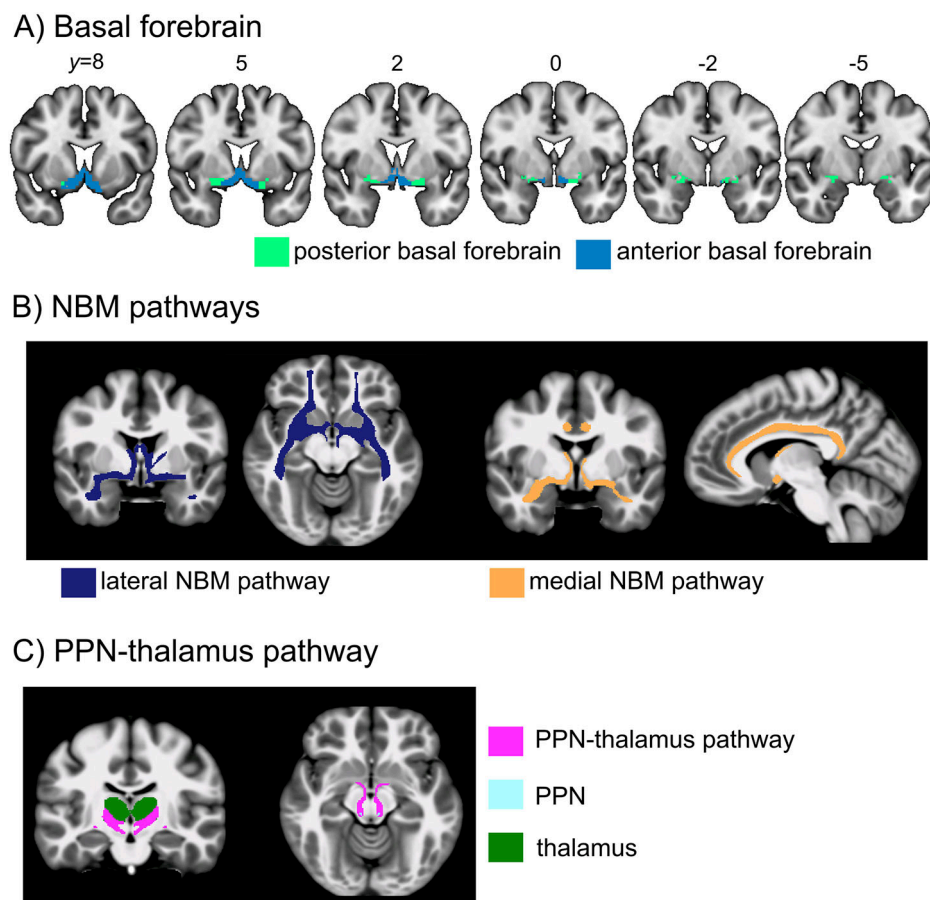 A) Basal forebrain
y=8 5 2 0 -2 -5
posterior basal forebrain anterior basal forebrain
B) NBM pathways
lateral NBM pathway medial NBM pathway
C) PPN-thalamus pathway
PPN-thalamus pathway
PPN
thalamus